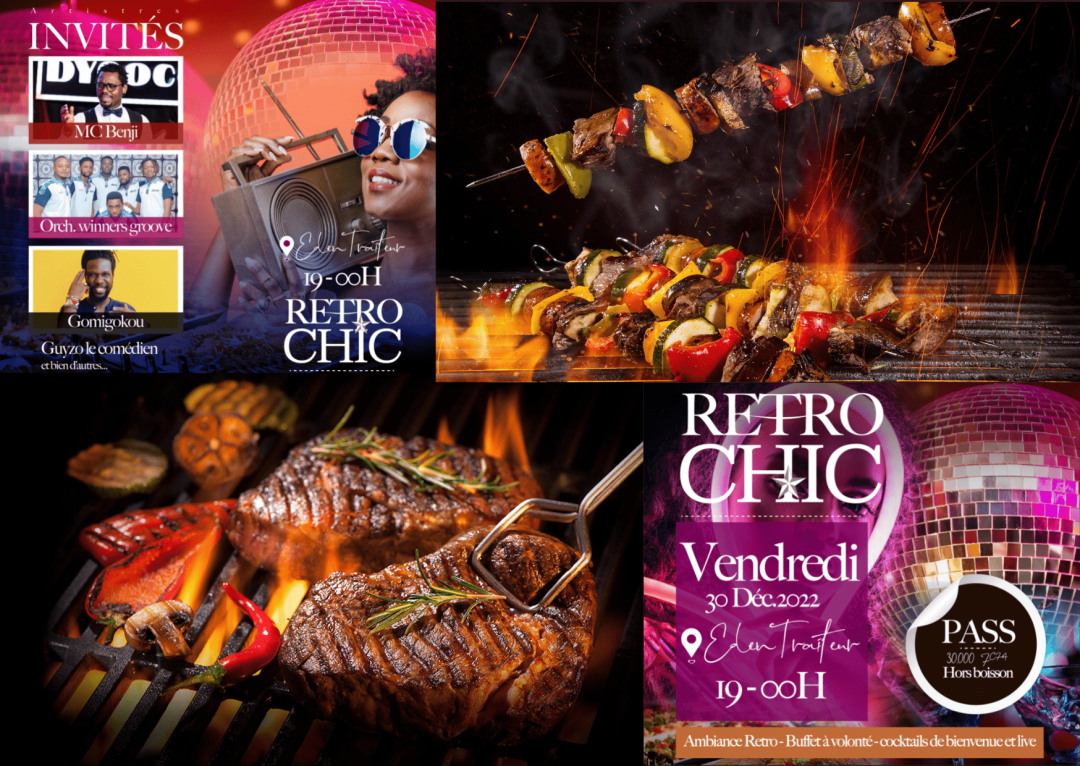 Artistres
INVITÉS
MC Benji
Orch. winners groove
Gomigokou
Guyzo le comédien
et bien d'autres...
Eden Traiteur
19-00H
RETRO
CHIC
RETRO
CHIC
Vendredi
30 Déc.2022
Eden Traiteur
19-00H
PASS
30.000
Hors boisson
Ambiance Retro - Buffet à volonté - cocktails de bienvenue et live